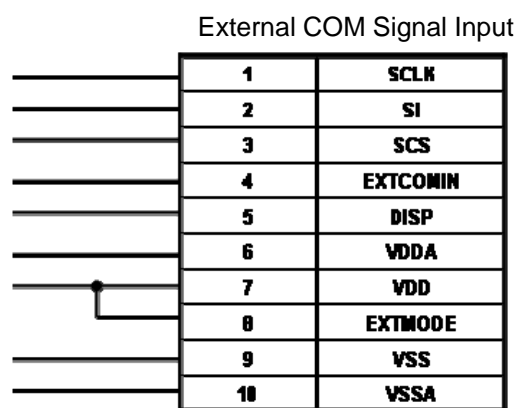 External COM Signal Input
1 SCLK
2 SI
3 SCS
4 EXTCOMIN
5 DISP
6 VDDA
7 VDD
8 EXTMODE
9 VSS
10 VSSA